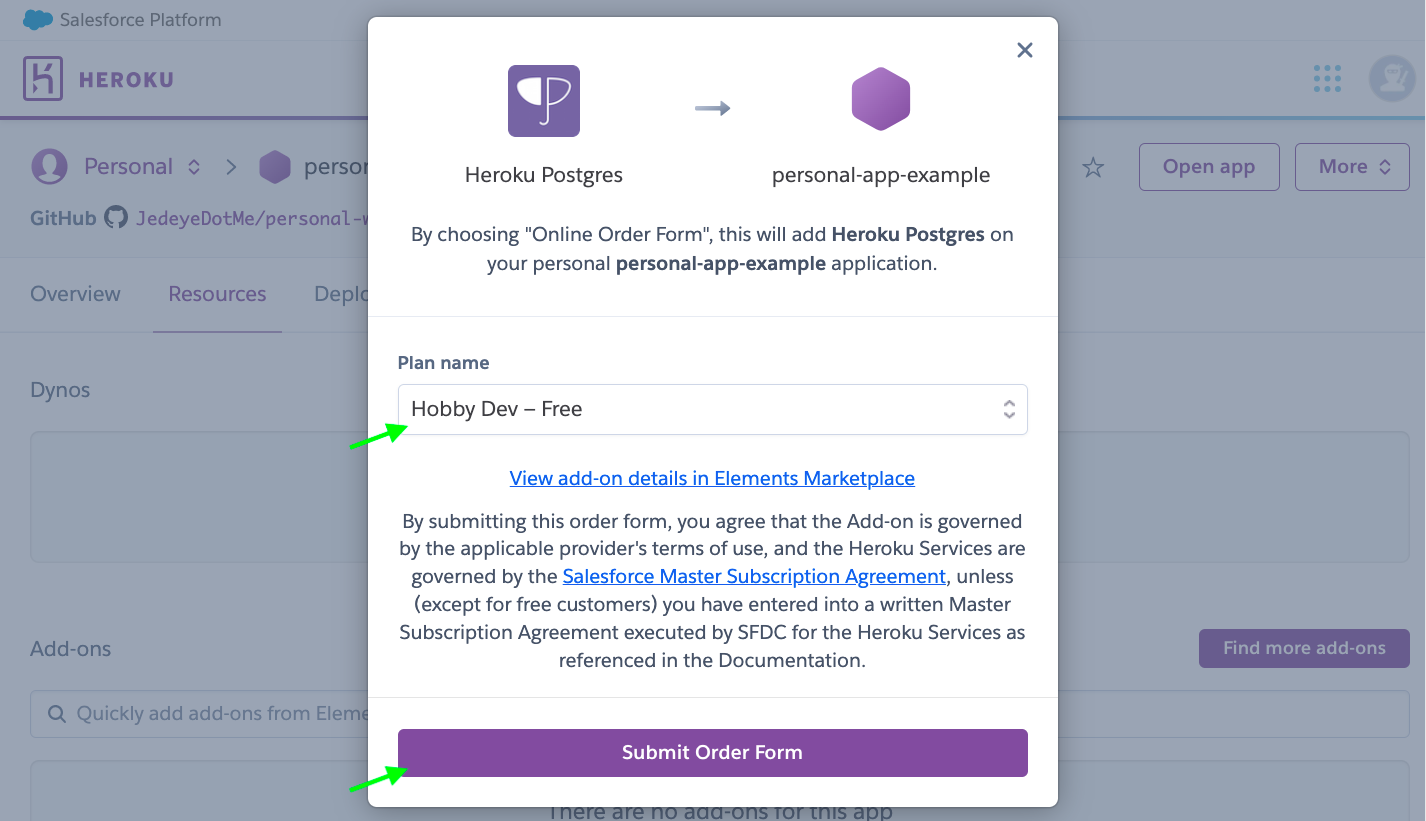 Salesforce Platform
HEROKU
Personal
GitHub JedeyeDotMe/personal-
Open app
More
Overview
Resources
Dynos
Add-ons
Find more add-ons
Quickly add add-ons from
There are no add-ons for this app
Heroku Postgres
personal-app-example
By choosing "Online Order Form", this will add Heroku Postgres on
your personal personal-app-example application.
Plan name
Hobby Dev – Free
View add-on details in Elements Marketplace
By submitting this order form, you agree that the Add-on is governed
by the applicable provider's terms of use, and the Heroku Services are
governed by the Salesforce Master Subscription Agreement, unless
(except for free customers) you have entered into a written Master
Subscription Agreement executed by SFDC for the Heroku Services as
referenced in the Documentation.
Submit Order Form